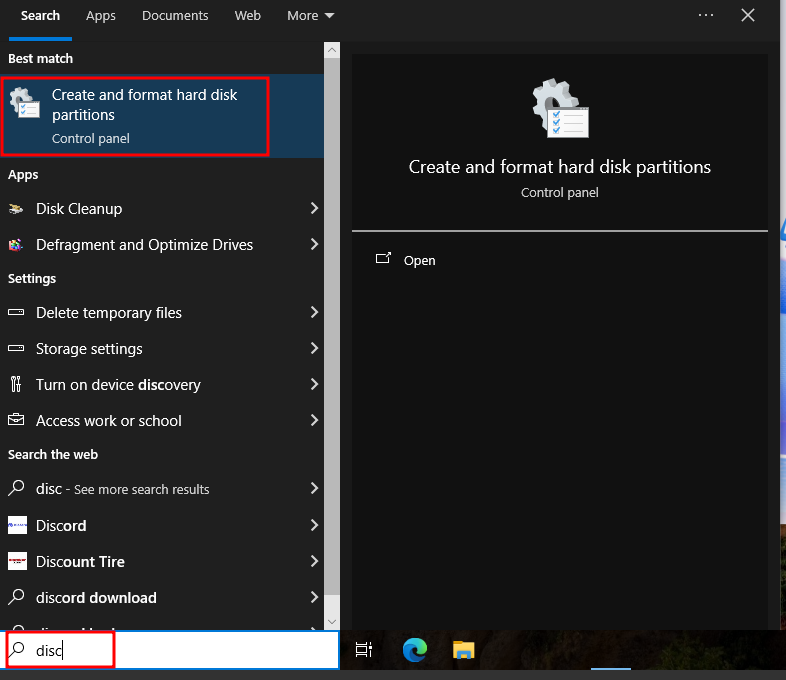 Search Apps Documents Web More
Best match
Create and format hard disk
partitions
Control panel
Apps
Disk Cleanup
Defragment and Optimize Drives
Settings
Delete temporary files
Storage settings
Turn on device discovery
Access work or school
Search the web
disc - See more search results
Discord
Discount Tire
discord download
disc
Create and format hard disk partitions
Control panel
Open